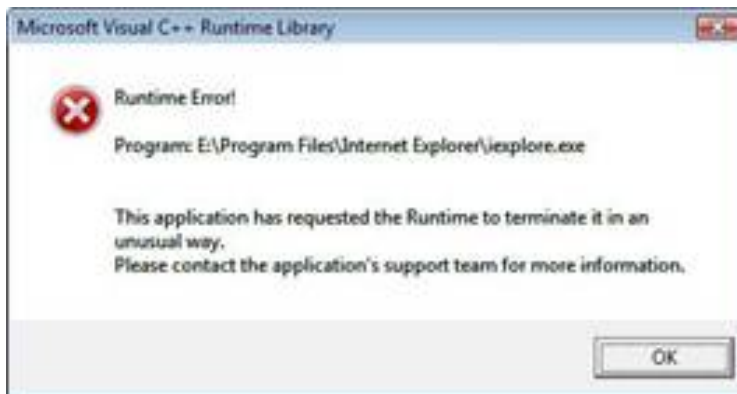 Microsoft Visual C++ Runtime Library
Runtime Error!
Program: E:\Program Files\Internet Explorer\iexplore.exe
This application has requested the Runtime to terminate it in an
unusual way.
Please contact the application's support team for more information.
OK